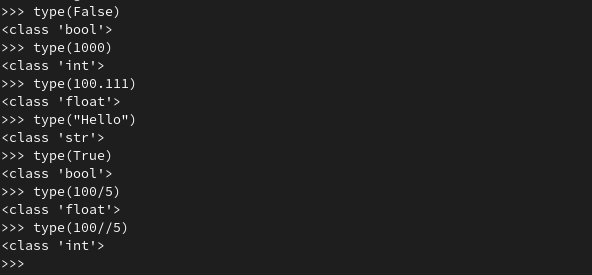 >>> type(False)
<class 'bool'>
>>> type(1000)
<class 'int'>
>>> type(100.111)
<class 'float'>
>>> type("Hello")
<class 'str'>
>>> type(True)
<class 'bool'>
>>> type(100/5)
<class 'float'>
>>> type(100//5)
<class 'int'>
>>>